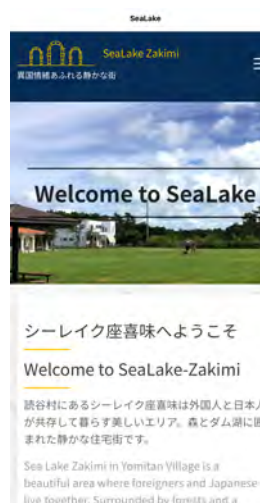 SeaLake
SeaLake Zakimi
異国情緒あふれる静かな街
Welcome to SeaLake
シーレイク座喜味へようこそ
Welcome to SeaLake-Zakimi
読谷村にあるシーレイク座喜味は外国人と日本人
が共存して暮らす美しいエリア。森とダム湖に囲
まれた静かな住宅街です。
Sea Lake Zakimi in Yomitan Village is a
beautiful area where foreigners and Japanese
live together. Surrounded by forests and a